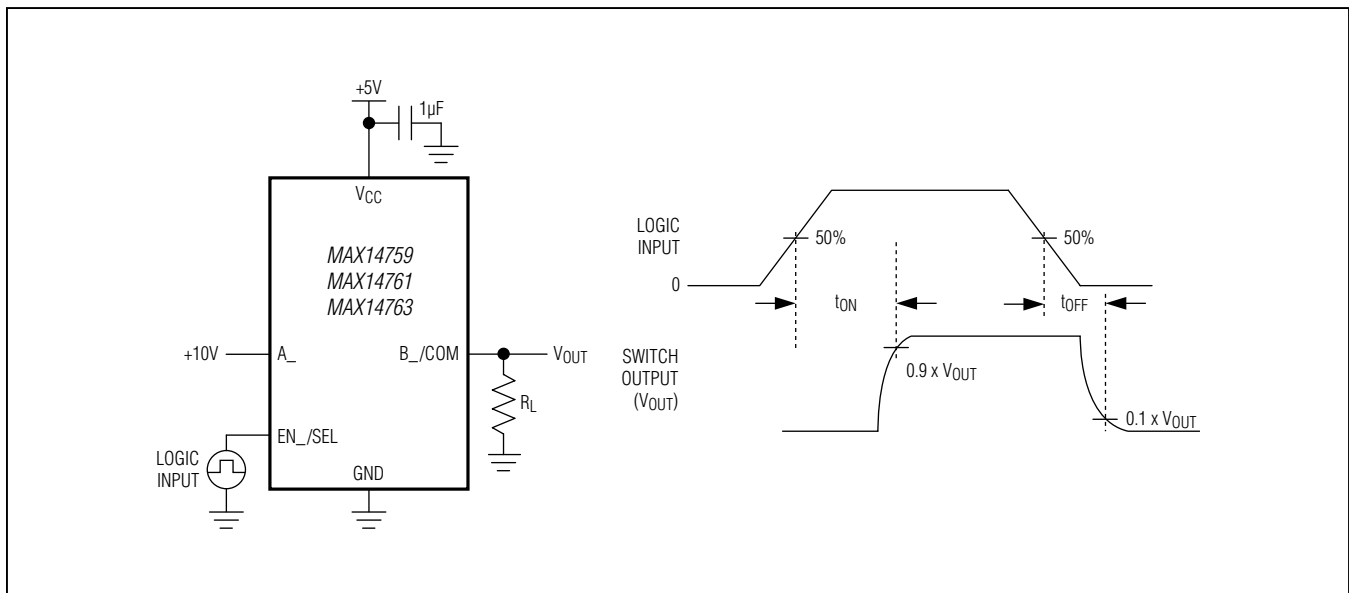 +5V
1µF
VCC
MAX14759
MAX14761
MAX14763
+10V
A_
B_/COM
VOUT
RL
EN_/SEL
LOGIC
INPUT
GND
LOGIC
INPUT
50%
50%
0
tON
tOFF
SWITCH
OUTPUT
(VOUT)
0.9 x VOUT
0.1 x VOUT